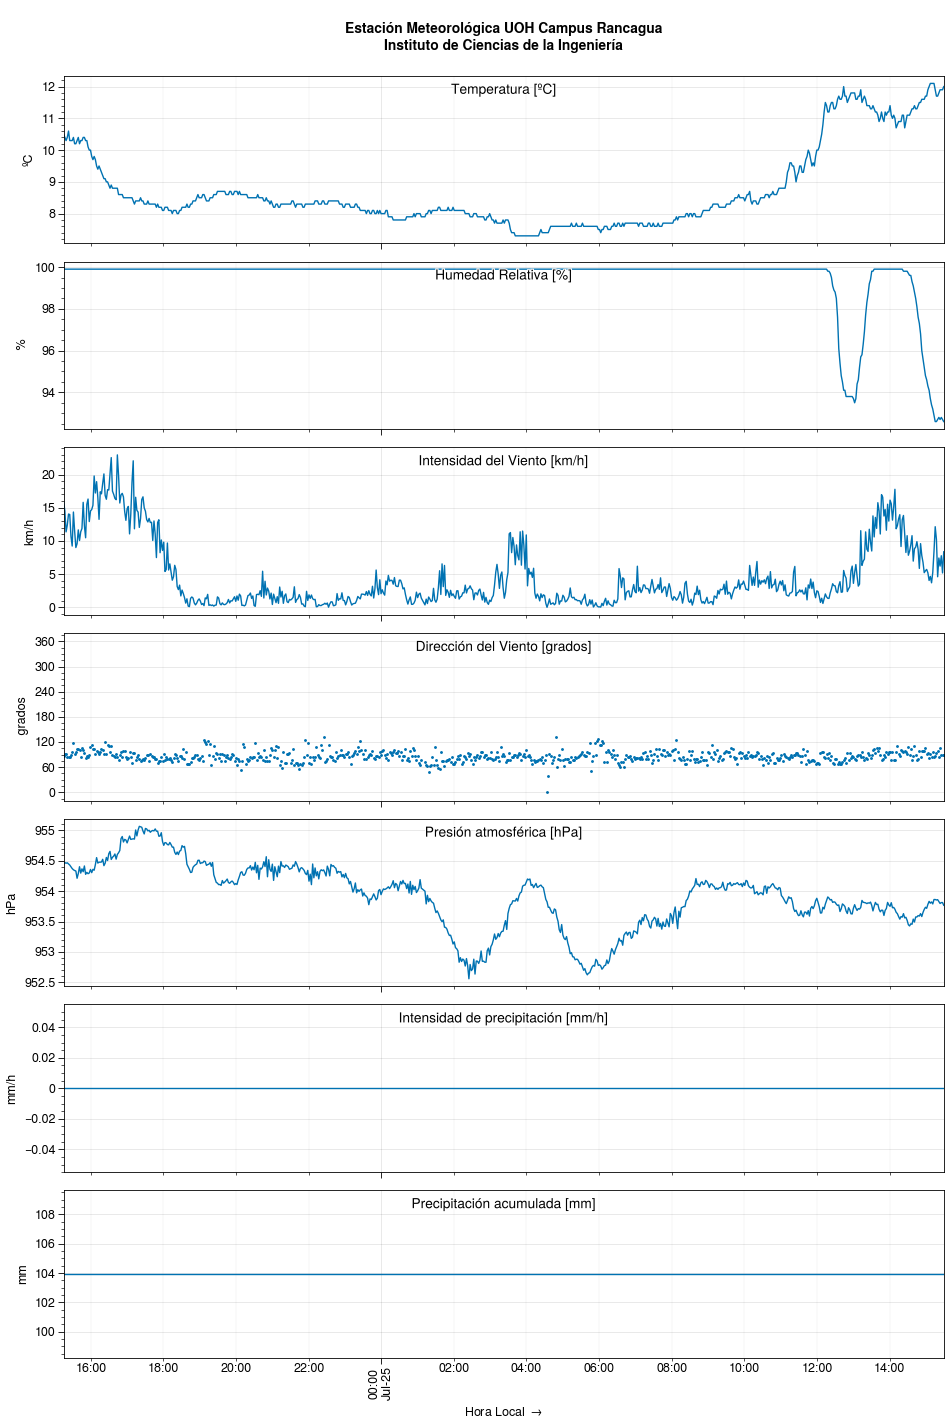 Estación Meteorológica UOH Campus Rancagua
Instituto de Ciencias de la Ingeniería
Temperatura [ºC]
ºC
12
11
10
9
8
Humedad Relativa [%]
%
100
98
96
94
Intensidad del Viento [km/h]
km/h
20
15
10
5
0
Dirección del Viento [grados]
grados
360
300
240
180
120
60
0
Presión atmosférica [hPa]
hPa
955
954.5
954
953.5
953
952.5
Intensidad de precipitación [mm/h]
mm/h
0.04
0.02
0
−0.02
−0.04
Precipitación acumulada [mm]
mm
108
106
104
102
100
16:00 18:00 20:00 22:00 00:00 02:00 04:00 06:00 08:00 10:00 12:00 14:00
Jul-25
Hora Local →